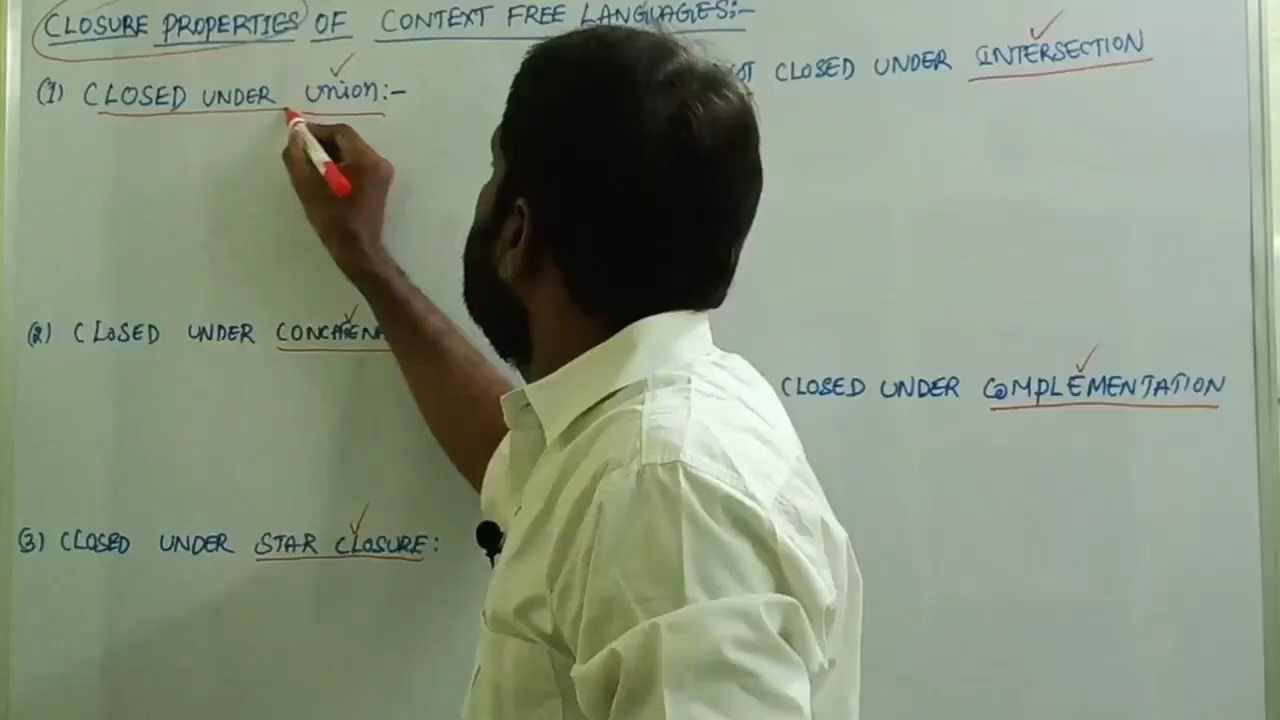 CLOSURE PROPERTIES OF CONTEXT FREE LANGUAGES:-
(1) CLOSED UNDER Union:-
(2) CLOSED UNDER
(3) CLOSED UNDER STAR CLOSURE:
CLOSED UNDER INTERSECTION
CLOSED UNDER COMPLEMENTATION